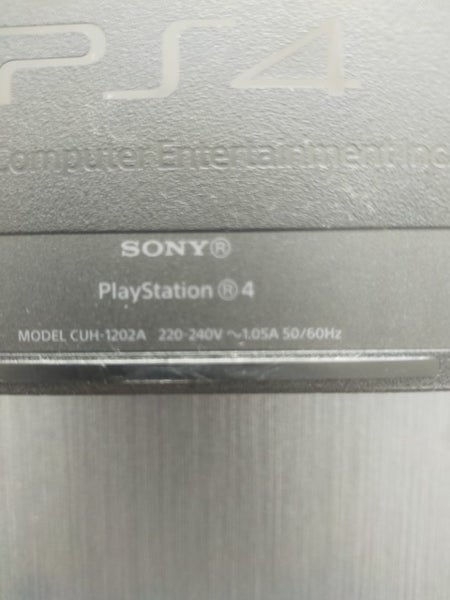 PS4
Computer Entertainment Inc
SONY®
PlayStation®4
MODEL CUH-1202A 220-240V ~1.05A 50/60Hz